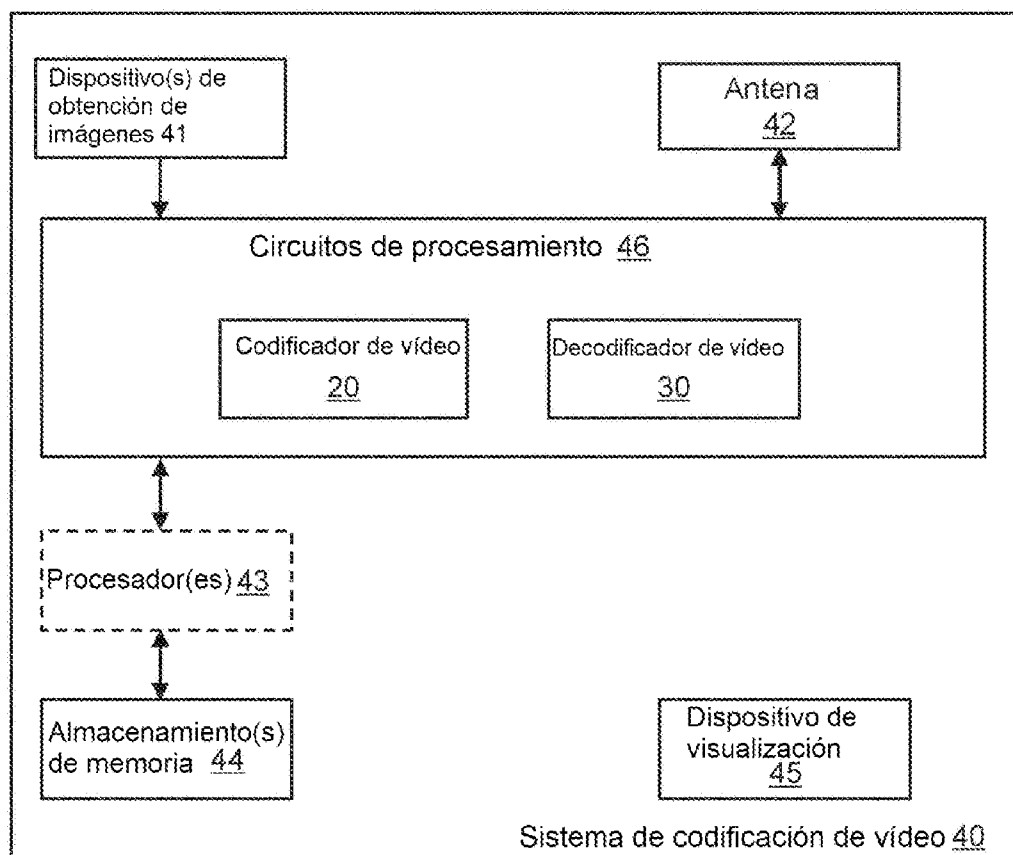 Dispositivo(s) de
obtención de
imágenes 41
Antena
42
Circuitos de procesamiento 46
Codificador de vídeo
20
Decodificador de vídeo
30
Procesador(es) 43
Almacenamiento(s)
de memoria 44
Dispositivo de
visualización
45
Sistema de codificación de vídeo 40